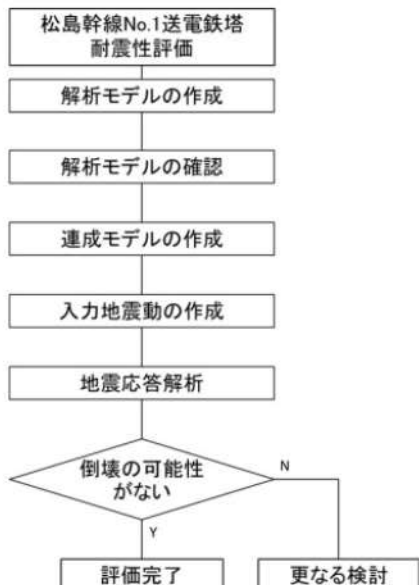 松島幹線No.1送電鉄塔
耐震性評価
解析モデルの作成
解析モデルの確認
連成モデルの作成
入力地震動の作成
地震応答解析
倒壊の可能性
がない
N
Y
評価完了
更なる検討